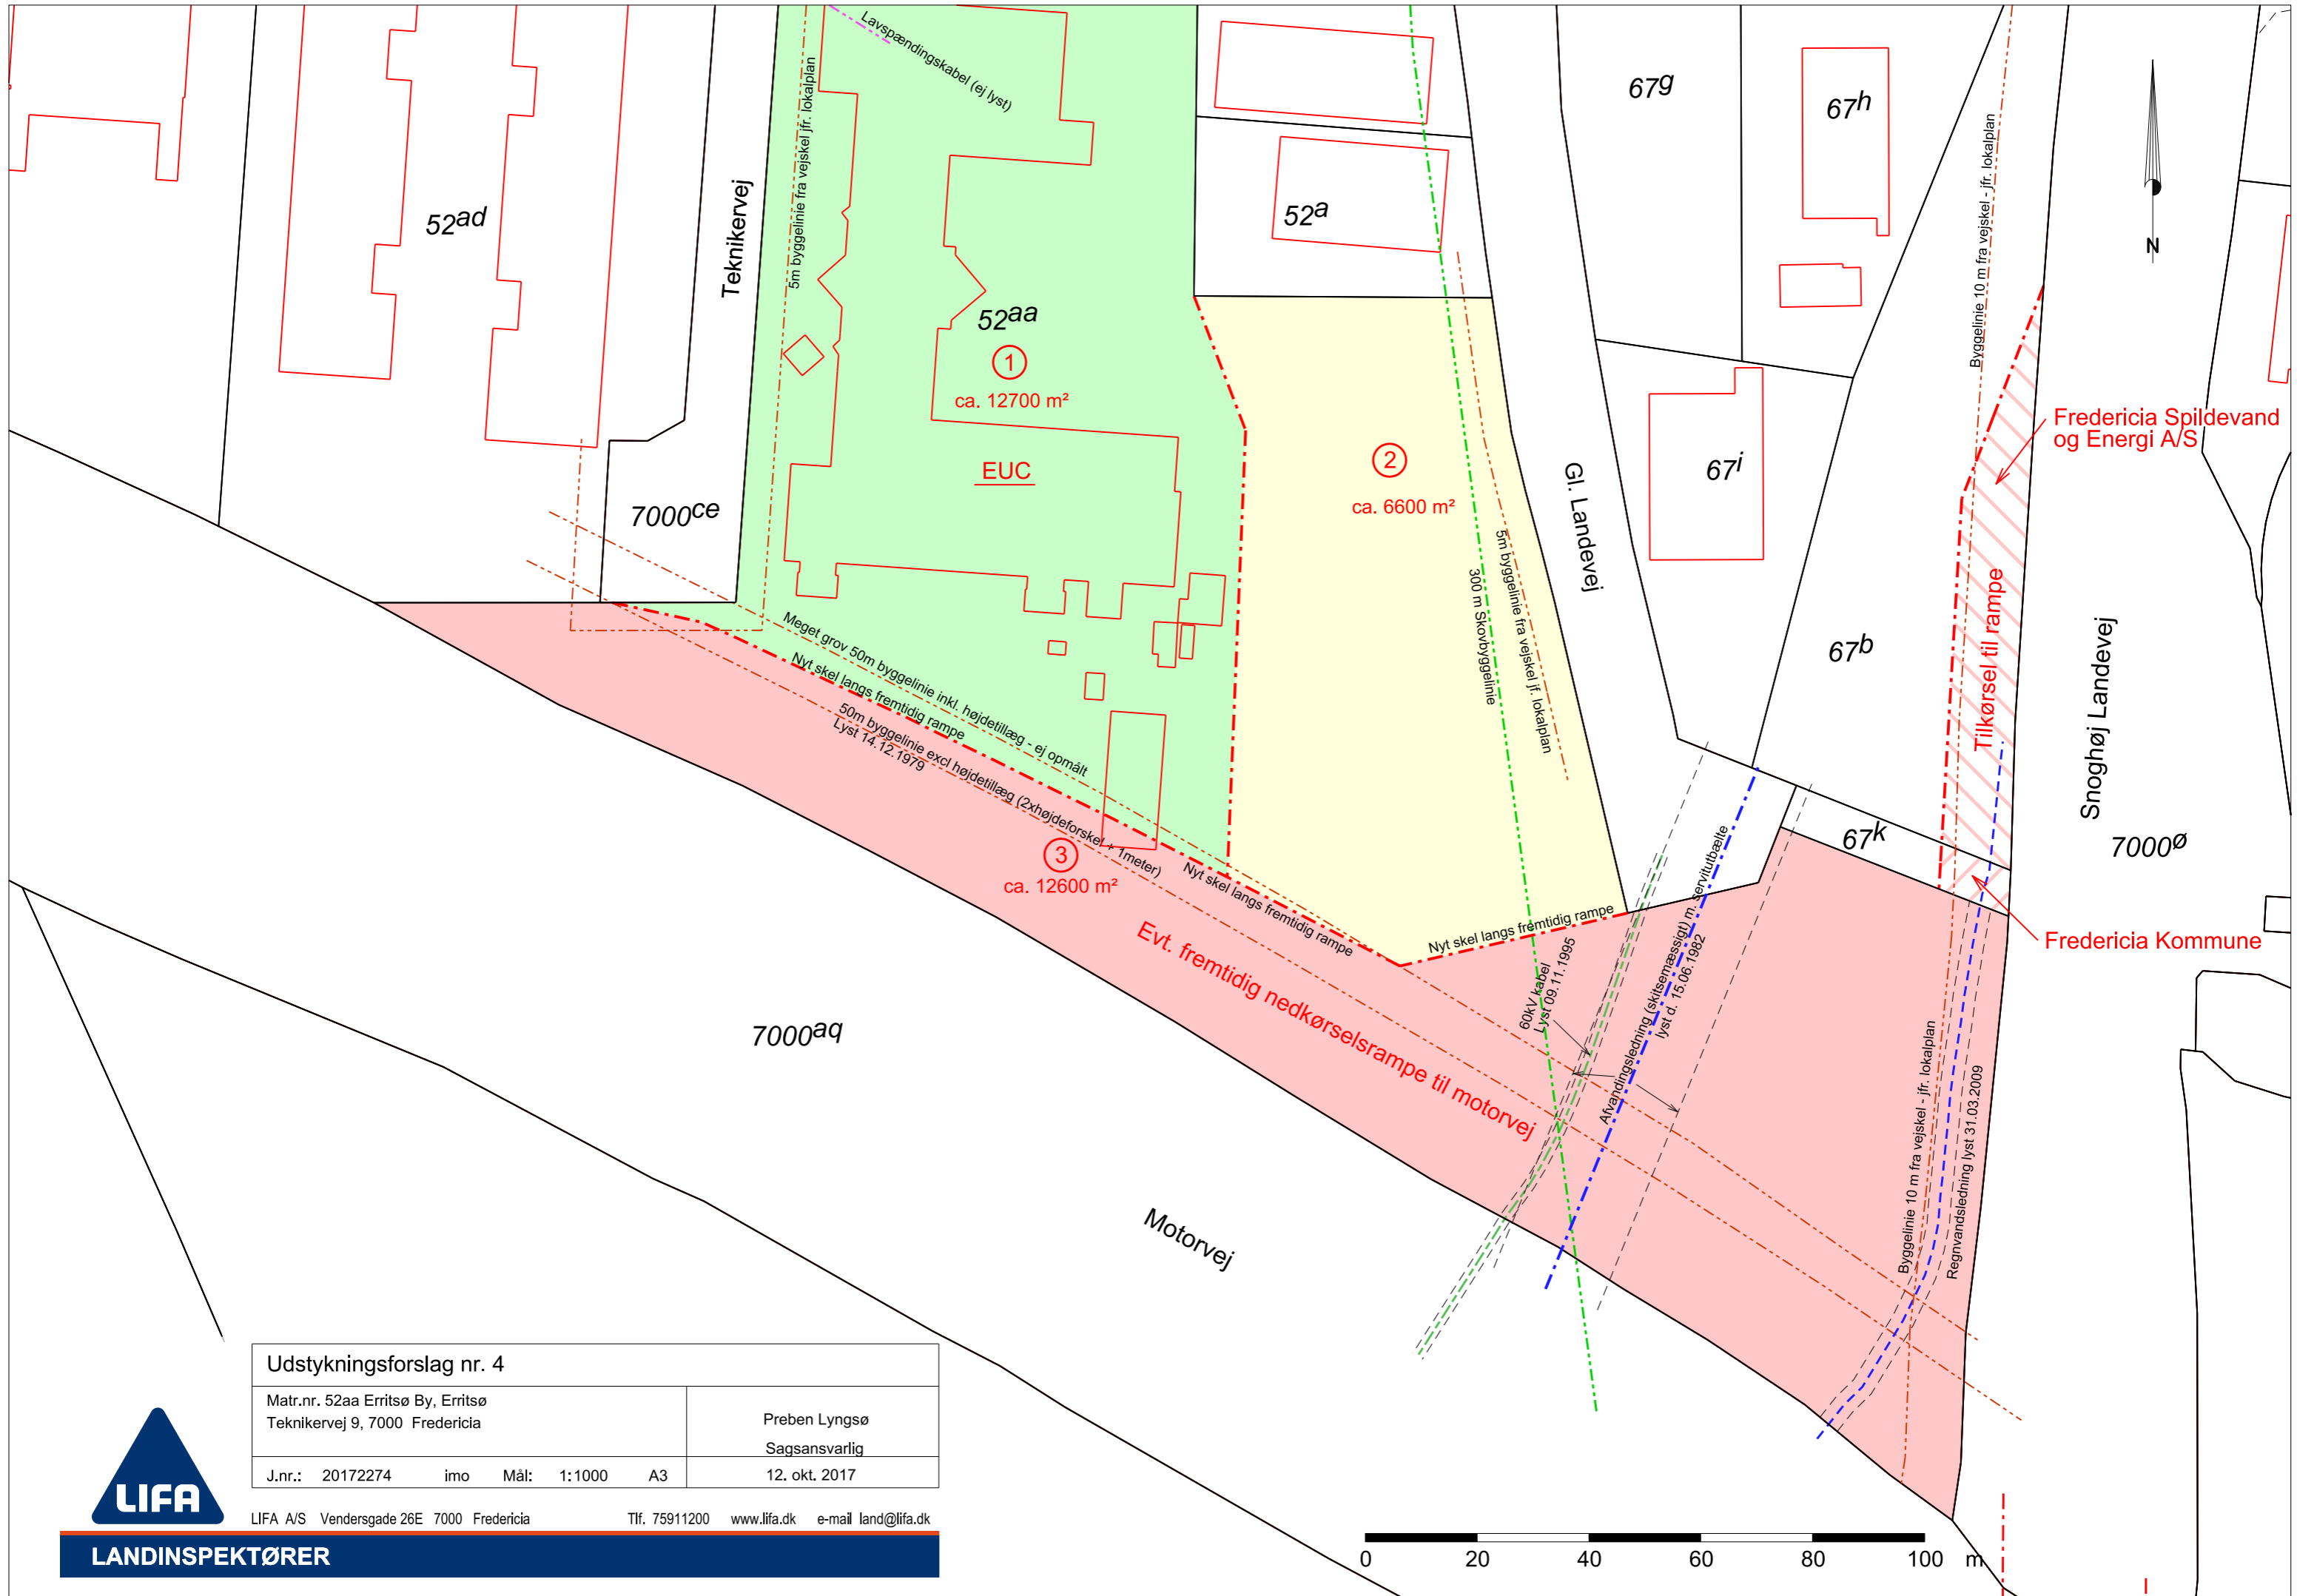 Lavspændingskabel (ej lyst)
5m byggelinie fra vejskel jfr. lokalplan
Teknikervej
52ad
52aa
1
ca. 12700 m²
EUC
7000ce
52a
67g
67h
Byggelinie 10 m fra vejskel - jfr. lokalplan
N
Fredericia Spildevand
og Energi A/S
2
ca. 6600 m²
Gl. Landevej
67i
5m byggelinie fra vejskel jf. lokalplan
300 m Skovbyggelinie
67b
Tilkørsel til rampe
Snoghøj Landevej
7000ø
67k
Fredericia Kommune
Meget grov 50m byggelinie inkl. højdetillæg - ej opmålt
Nyt skel langs fremtidig rampe
50m byggelinie excl højdetillæg (2xhøjdeforskel + 1meter)
Lyst 14.12.1979
3
ca. 12600 m²
Nyt skel langs fremtidig rampe
Nyt skel langs fremtidig rampe
Evt. fremtidig nedkørselsrampe til motorvej
60kV kabel
Lyst 09.11.1995
Afvandingsledning (skitsemæssigt) m. servitutbælte
lyst d. 15.06.1982
Byggelinie 10 m fra vejskel - jfr. lokalplan
Regnvandsledning lyst 31.03.2009
7000aq
Motorvej
Udstykningsforslag nr. 4
Matr.nr. 52aa Erritsø By, Erritsø
Teknikervej 9, 7000 Fredericia
Preben Lyngsø
Sagsansvarlig
J.nr.: 20172274 imo Mål: 1:1000 A3
12. okt. 2017
LIFA
LIFA A/S Vendersgade 26E 7000 Fredericia Tlf. 75911200 www.lifa.dk e-mail land@lifa.dk
LANDINSPEKTØRER
0 20 40 60 80 100 m